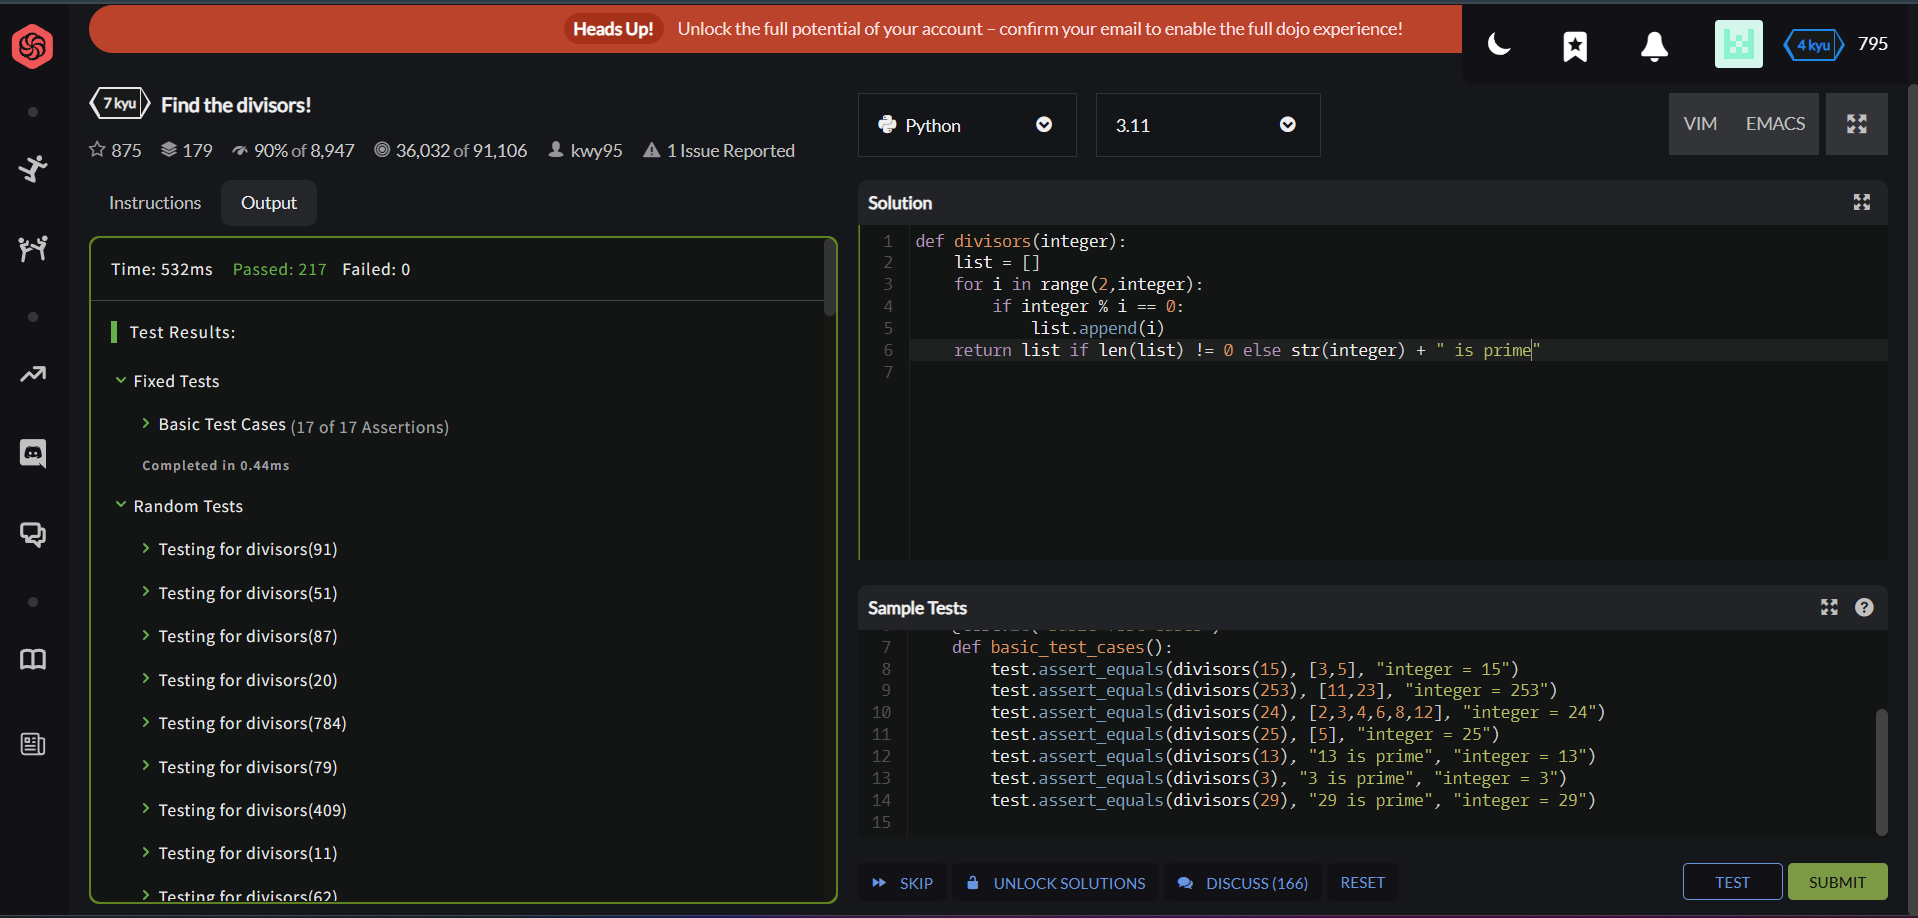 Heads Up! Unlock the full potential of your account – confirm your email to enable the full dojo experience!
4 kyu 795
7 kyu Find the divisors!
875 179 90% of 8,947 36,032 of 91,106 kwy95 1 Issue Reported
Python 3.11 VIM EMACS
Instructions Output
Time: 532ms Passed: 217 Failed: 0
Test Results:
Fixed Tests
Basic Test Cases (17 of 17 Assertions)
Completed in 0.44ms
Random Tests
Testing for divisors(91)
Testing for divisors(51)
Testing for divisors(87)
Testing for divisors(20)
Testing for divisors(784)
Testing for divisors(79)
Testing for divisors(409)
Testing for divisors(11)
Testing for divisors(62)
Solution
1 def divisors(integer):
2     list = []
3     for i in range(2,integer):
4         if integer % i == 0:
5             list.append(i)
6     return list if len(list) != 0 else str(integer) + " is prime"
7
Sample Tests
7     def basic_test_cases():
8         test.assert_equals(divisors(15), [3,5], "integer = 15")
9         test.assert_equals(divisors(253), [11,23], "integer = 253")
10         test.assert_equals(divisors(24), [2,3,4,6,8,12], "integer = 24")
11         test.assert_equals(divisors(25), [5], "integer = 25")
12         test.assert_equals(divisors(13), "13 is prime", "integer = 13")
13         test.assert_equals(divisors(3), "3 is prime", "integer = 3")
14         test.assert_equals(divisors(29), "29 is prime", "integer = 29")
15
SKIP UNLOCK SOLUTIONS DISCUSS (166) RESET TEST SUBMIT